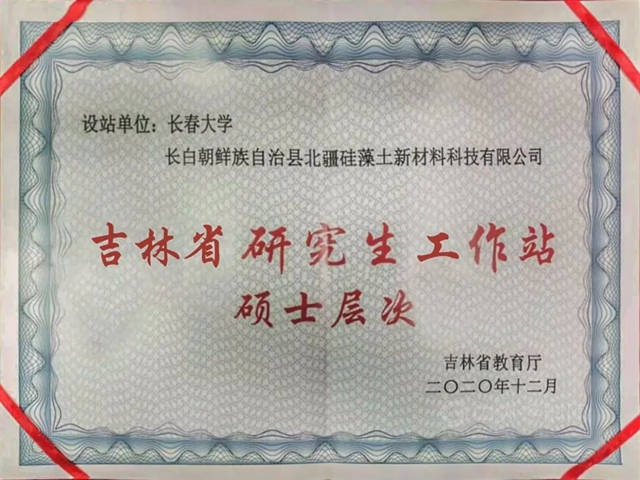 设站单位：长春大学
长白朝鲜族自治县北疆硅藻土新材料科技有限公司
吉林省研究生工作站
硕士层次
吉林省教育厅
二〇二〇年十二月